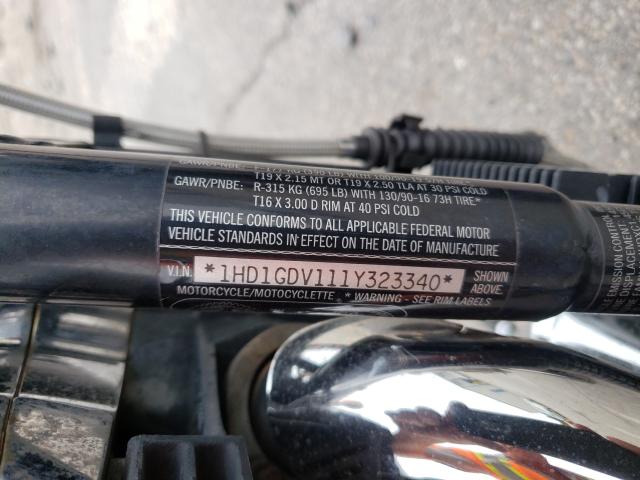 T19 X 2.15 MT OR T19 X 2.50 TLA AT 30 PSI COLD
GAWR/PNBE: R-315 KG (695 LB) WITH 130/90-16 73H TIRE*
T16 X 3.00 D RIM AT 40 PSI COLD
THIS VEHICLE CONFORMS TO ALL APPLICABLE FEDERAL MOTOR
VEHICLE STANDARDS IN EFFECT ON THE DATE OF MANUFACTURE
V.I.N. *1HD1GDV111Y323340* SHOWN ABOVE
MOTORCYCLE/MOTOCYCLETTE * WARNING - SEE RIM LABELS
EMISSION CONTROL
DISPLACEMENT